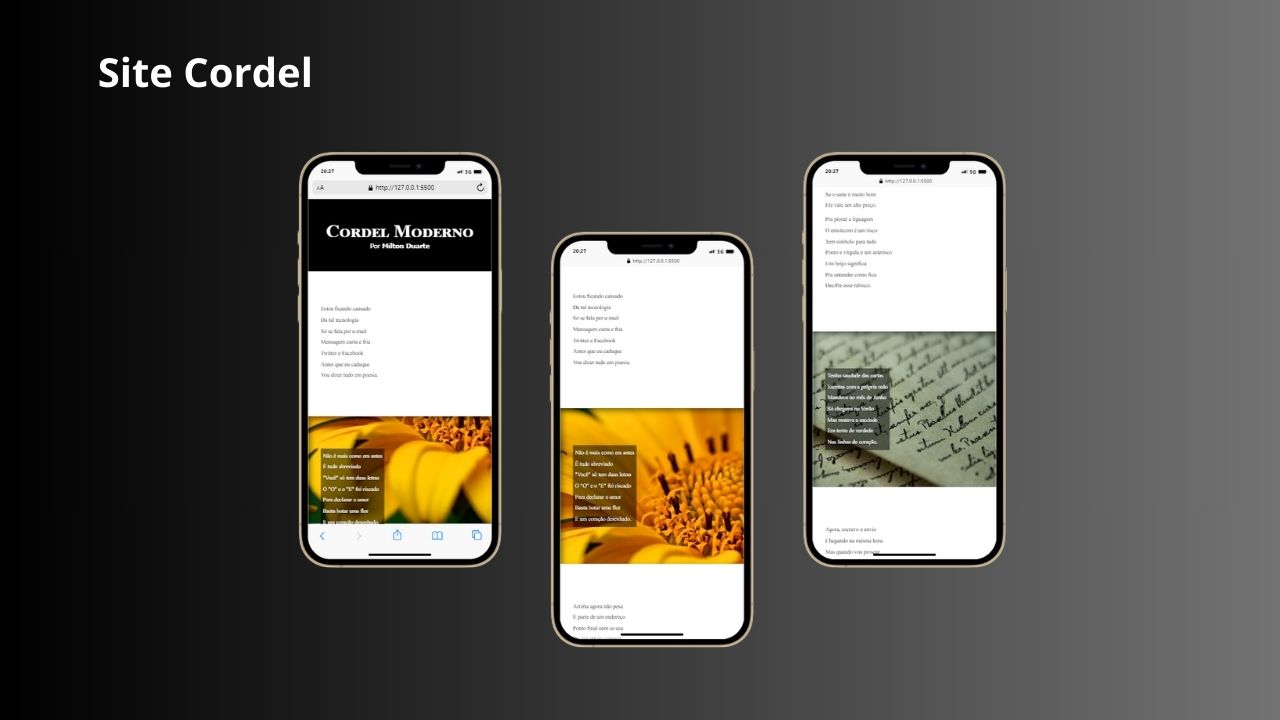 Site Cordel
20:27
5G
AA
http://127.0.0.1:5500
CORDEL MODERNO
Por Milton Duarte
Estou ficando cansado
Da tal tecnologia
Só se fala por e-mail
Mensagem curta e fria
Twitter e Facebook
Antes que eu caduque
Vou dizer tudo em poesia.
Não é mais como era antes
É tudo abreviado
"Você" só tem duas letras
O "O" e o "E" foi riscado
Para declarar o amor
Basta botar uma flor
E um coração desenhado.
20:27
5G
http://127.0.0.1:5500
Estou ficando cansado
Da tal tecnologia
Só se fala por e-mail
Mensagem curta e fria
Twitter e Facebook
Antes que eu caduque
Vou dizer tudo em poesia.
Não é mais como era antes
É tudo abreviado
"Você" só tem duas letras
O "O" e o "E" foi riscado
Para declarar o amor
Basta botar uma flor
E um coração desenhado.
Arroba agora não pesa
É parte de um endereço
Ponto final nem se usa
20:27
5G
http://127.0.0.1:5500
Se o saite é muito bom
Ele vale um alto preço.
Pra piorar a liguagem
O emoticom é um risco
Tem símbolo para tudo
Ponto e vírgula e um asterisco
Um beijo significa
Pra entender como fica
Decifre esse rabisco.
Tenho saudade das cartas
Escritas com a própria mão
Mandava no mês de Junho
Só chegava no Verão
Mas matava a saudade
Era texto de verdade
Nas linhas do coração.
Agora, escrevo e envio
Chegando na mesma hora
Mas quando vou